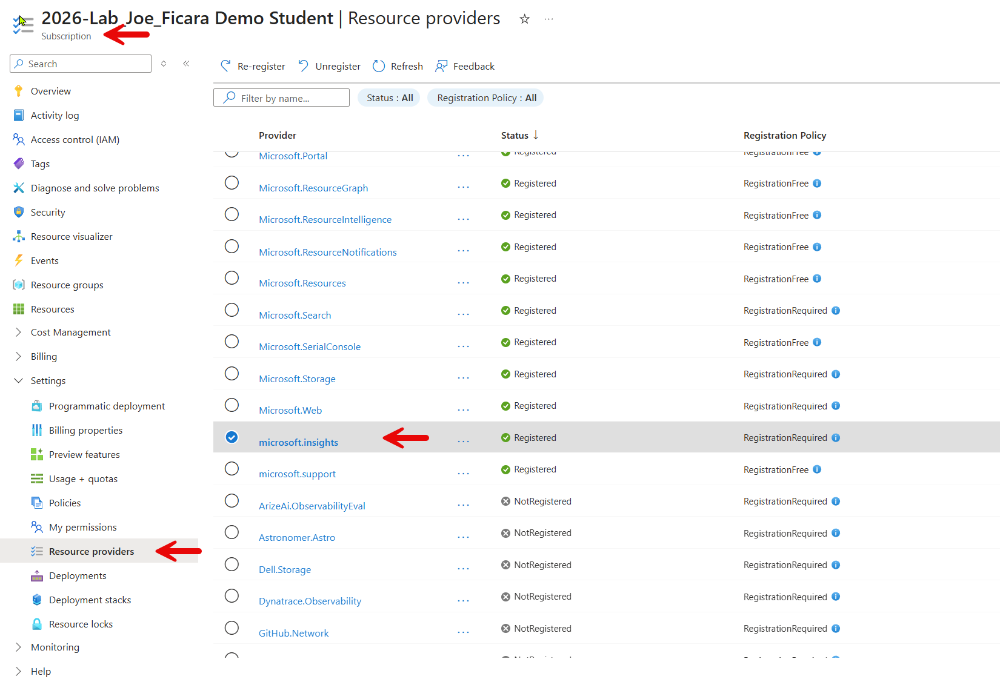 2026-Lab_Joe_Ficara Demo Student | Resource providers
Subscription
Search
Overview
Activity log
Access control (IAM)
Tags
Diagnose and solve problems
Security
Resource visualizer
Events
Resource groups
Resources
Cost Management
Billing
Settings
Programmatic deployment
Billing properties
Preview features
Usage + quotas
Policies
My permissions
Resource providers
Deployments
Deployment stacks
Resource locks
Monitoring
Help
Re-register Unregister Refresh Feedback
Filter by name... Status : All Registration Policy : All
Provider Status ↓ Registration Policy
Microsoft.Portal ... Registered RegistrationFree
Microsoft.ResourceGraph ... Registered RegistrationFree
Microsoft.ResourceIntelligence ... Registered RegistrationFree
Microsoft.ResourceNotifications ... Registered RegistrationFree
Microsoft.Resources ... Registered RegistrationFree
Microsoft.Search ... Registered RegistrationRequired
Microsoft.SerialConsole ... Registered RegistrationFree
Microsoft.Storage ... Registered RegistrationRequired
Microsoft.Web ... Registered RegistrationRequired
microsoft.insights ... Registered RegistrationRequired
microsoft.support ... Registered RegistrationFree
ArizeAi.ObservabilityEval ... NotRegistered RegistrationRequired
Astronomer.Astro ... NotRegistered RegistrationRequired
Dell.Storage ... NotRegistered RegistrationRequired
Dynatrace.Observability ... NotRegistered RegistrationRequired
GitHub.Network ... NotRegistered RegistrationRequired